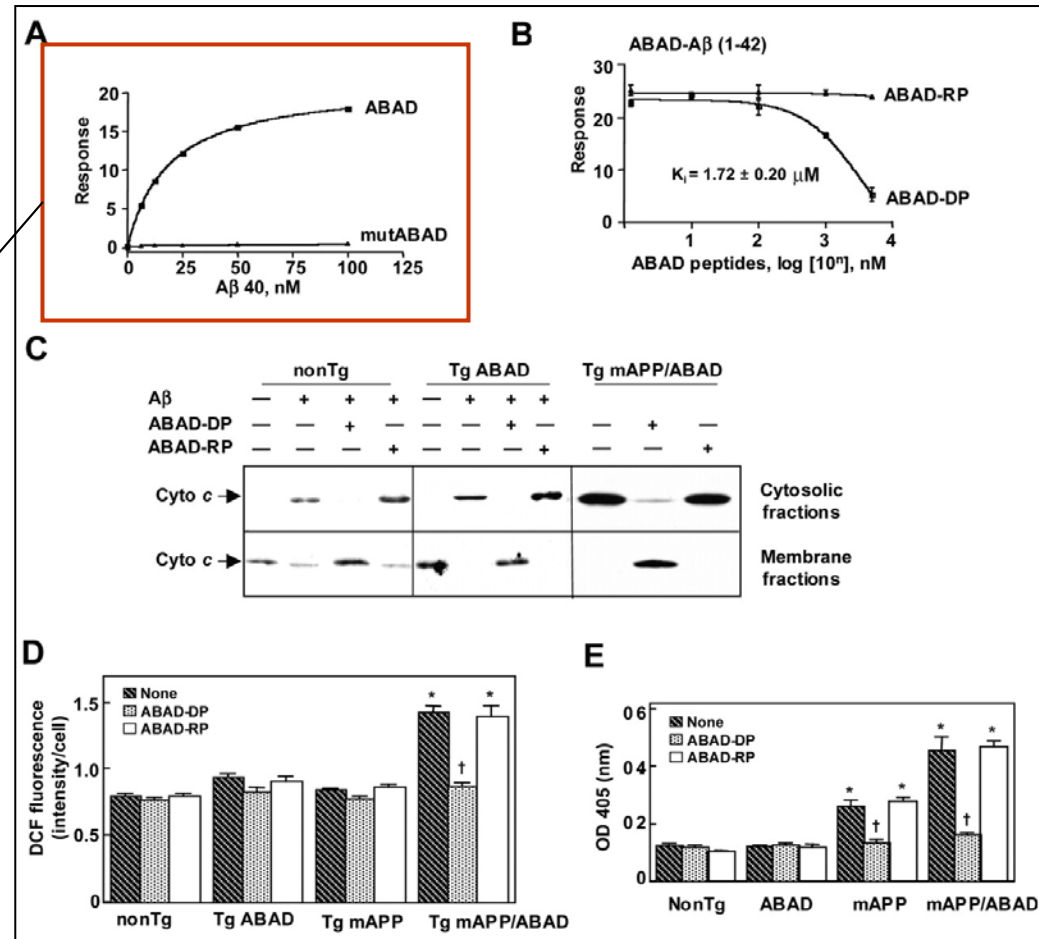 A
20
15
10
5
0
Response
ABAD
mutABAD
0 25 50 75 100 125
Aβ 40, nM
B
ABAD-Aβ (1-42)
30
20
10
0
Response
ABAD-RP
Ki = 1.72 ± 0.20 μM
ABAD-DP
1 2 3 4
ABAD peptides, log [10ⁿ], nM
C
nonTg Tg ABAD Tg mAPP/ABAD
Aβ — + + + — + + +
ABAD-DP — — + — — + — +  —
ABAD-RP — — — + — — — + — — +
Cyto c Cytosolic
fractions
Cyto c Membrane
fractions
D
DCF fluorescence
(intensity/cell)
1.5
1.0
0.5
0
None
ABAD-DP
ABAD-RP
* *
†
nonTg Tg ABAD Tg mAPP Tg mAPP/ABAD
E
OD 405 (nm)
0 6
0 4
0 2
0
None
ABAD-DP
ABAD-RP
* *
* *
† †
NonTg ABAD mAPP mAPP/ABAD